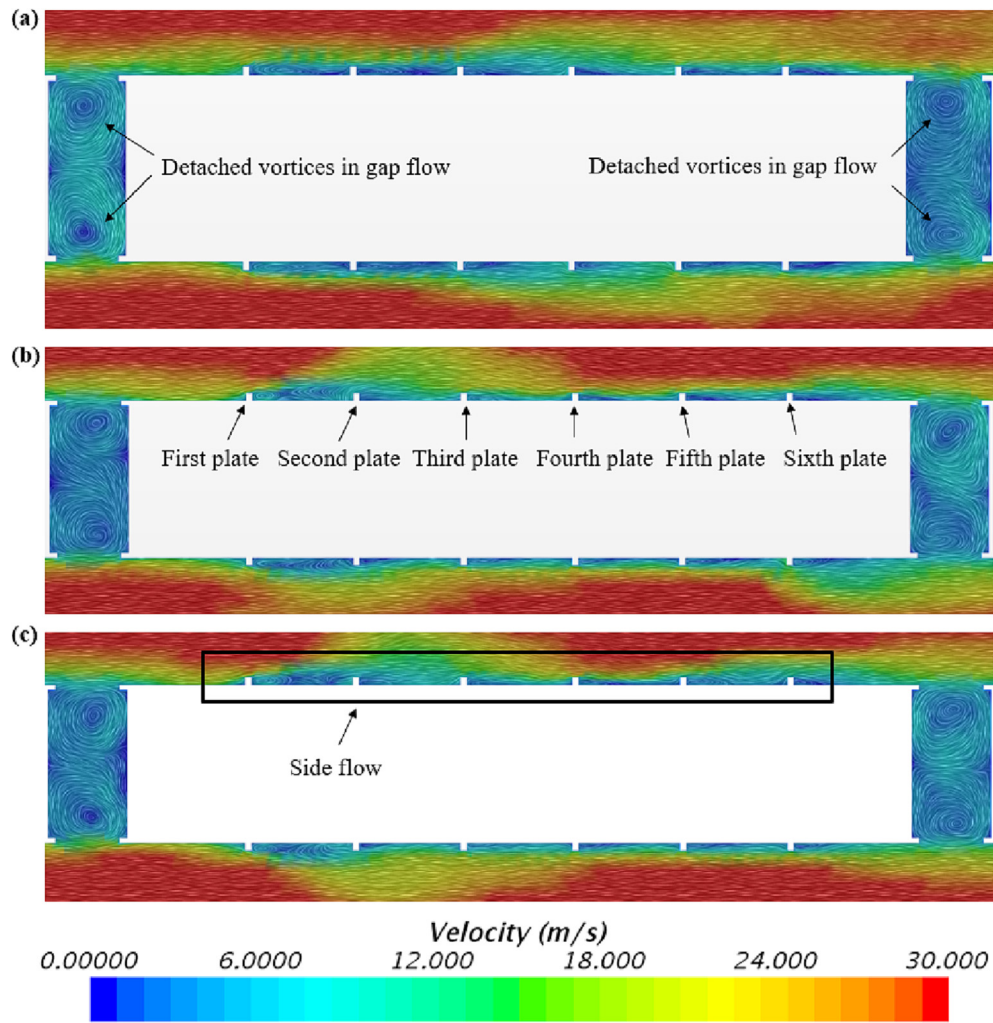 (a)
Detached vortices in gap flow
Detached vortices in gap flow
(b)
First plate
Second plate
Third plate
Fourth plate
Fifth plate
Sixth plate
(c)
Side flow
Velocity (m/s)
0.00000 6.0000 12.000 18.000 24.000 30.000